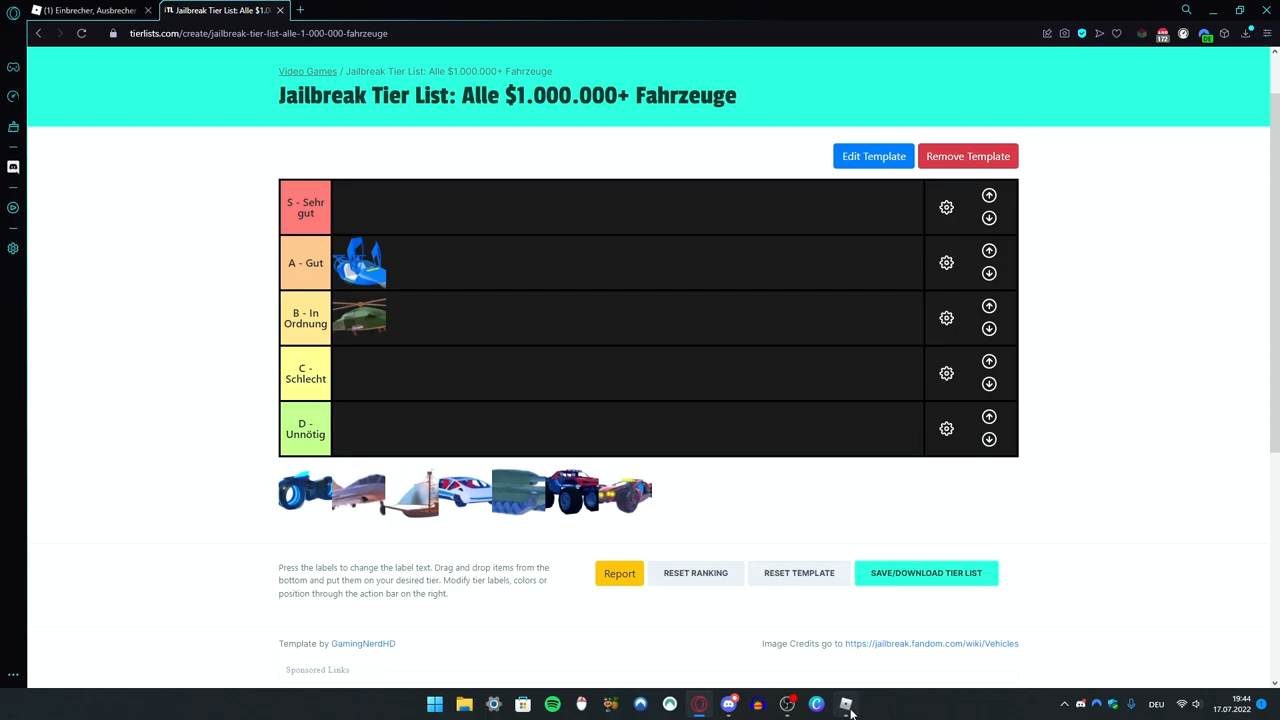 Einbrecher, Ausbrecher
Jailbreak Tier List: Alle $1.0
tierlists.com/create/jailbreak-tier-list-alle-1-000-000-fahrzeuge
172
DE
Video Games / Jailbreak Tier List: Alle $1.000.000+ Fahrzeuge
Jailbreak Tier List: Alle $1.000.000+ Fahrzeuge
Edit Template
Remove Template
S - Sehr
gut
A - Gut
B - In
Ordnung
C -
Schlecht
D -
Unnötig
Press the labels to change the label text. Drag and drop items from the
bottom and put them on your desired tier. Modify tier labels, colors or
position through the action bar on the right.
Report
RESET RANKING
RESET TEMPLATE
SAVE/DOWNLOAD TIER LIST
Template by GamingNerdHD
Image Credits go to https://jailbreak.fandom.com/wiki/Vehicles
Sponsored Links
DEU
19:44
17.07.2022